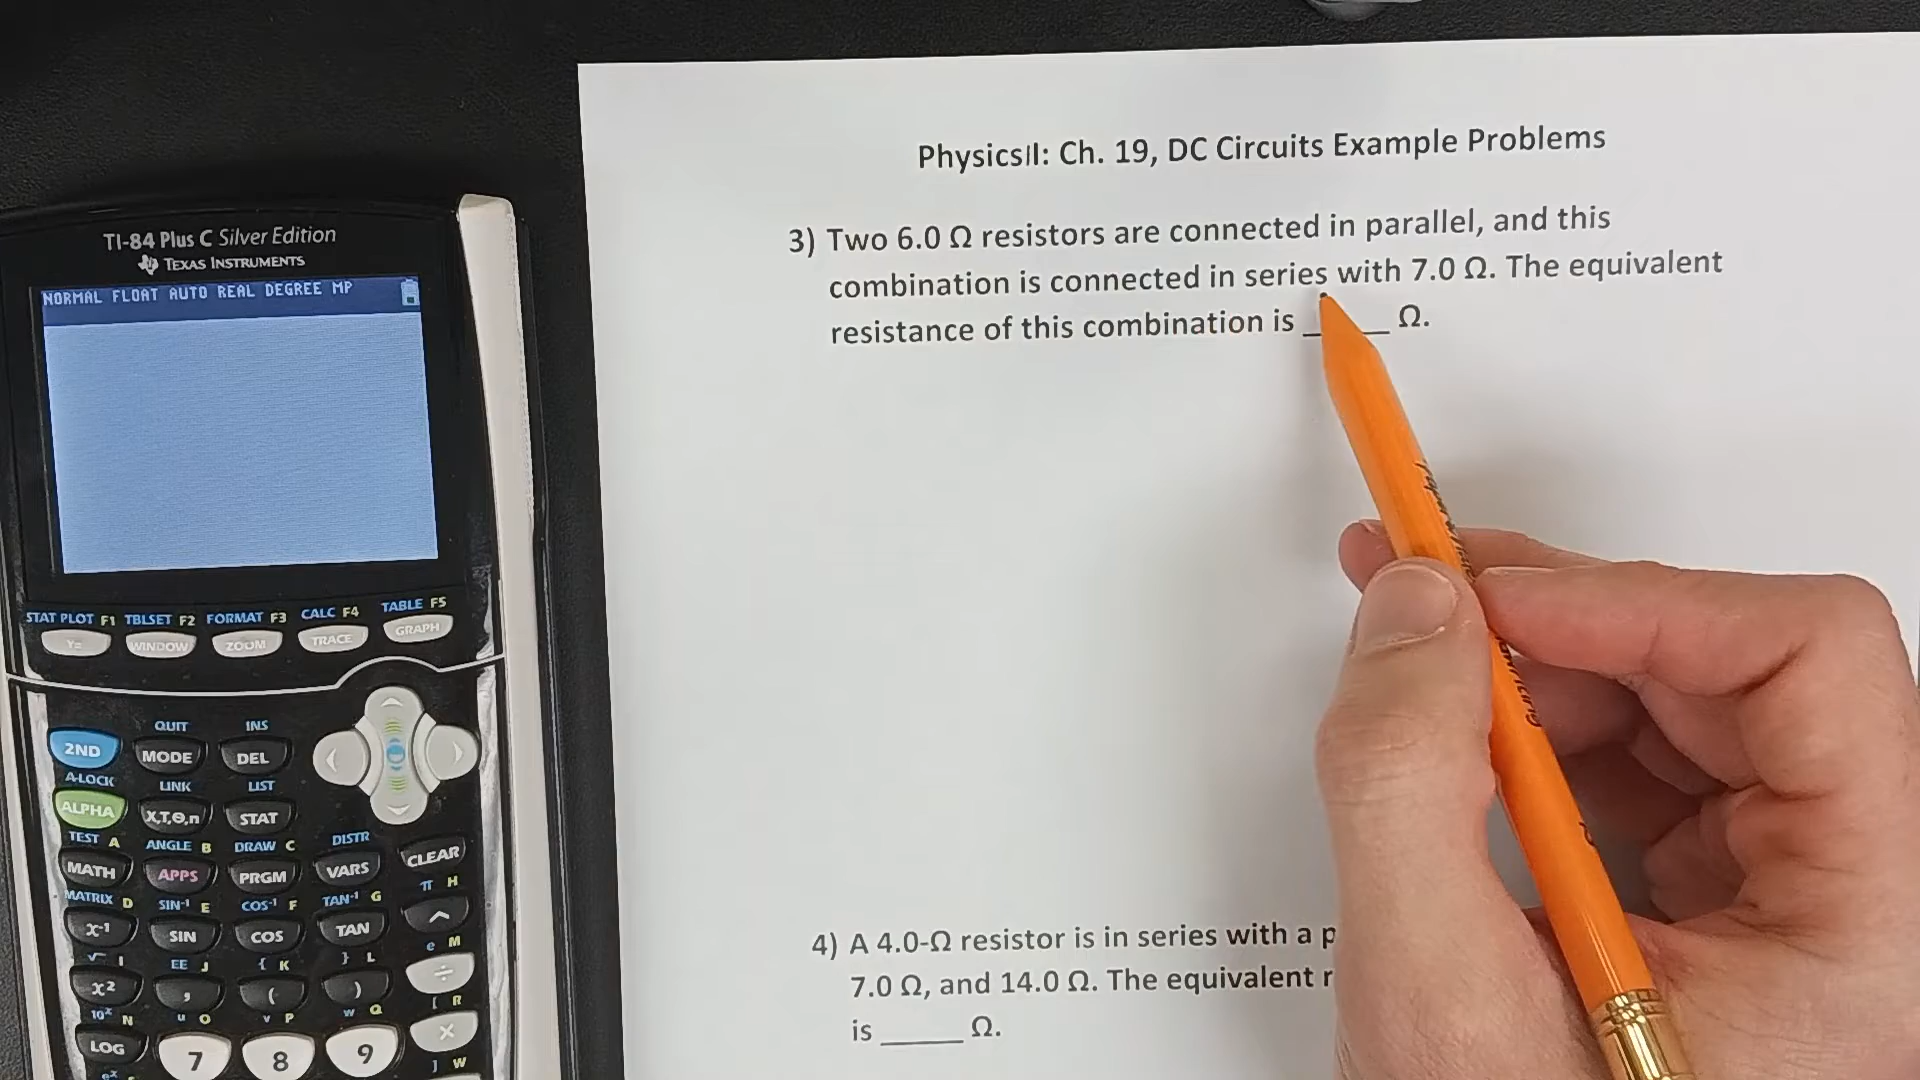 Physics II: Ch. 19, DC Circuits Example Problems
3) Two 6.0 Ω resistors are connected in parallel, and this
combination is connected in series with 7.0 Ω. The equivalent
resistance of this combination is _____ Ω.
4) A 4.0-Ω resistor is in series with a p
7.0 Ω, and 14.0 Ω. The equivalent r
is _____ Ω.
TI-84 Plus C Silver Edition
TEXAS INSTRUMENTS
NORMAL FLOAT AUTO REAL DEGREE MP
STAT PLOT F1 TBLSET F2 FORMAT F3 CALC F4 TABLE F5
Y= WINDOW ZOOM TRACE GRAPH
QUIT INS
2ND MODE DEL
A-LOCK LINK LIST
ALPHA X,T,Θ,n STAT
TEST A ANGLE B DRAW C DISTR
MATH APPS PRGM VARS CLEAR
MATRIX D SIN⁻¹ E COS⁻¹ F TAN⁻¹ G π H
x⁻¹ SIN COS TAN ^
√ I EE J { K } L e M
x² , ( ) ÷
10ˣ N u O v P w Q [ R
LOG 7 8 9 ×
eˣ ] W